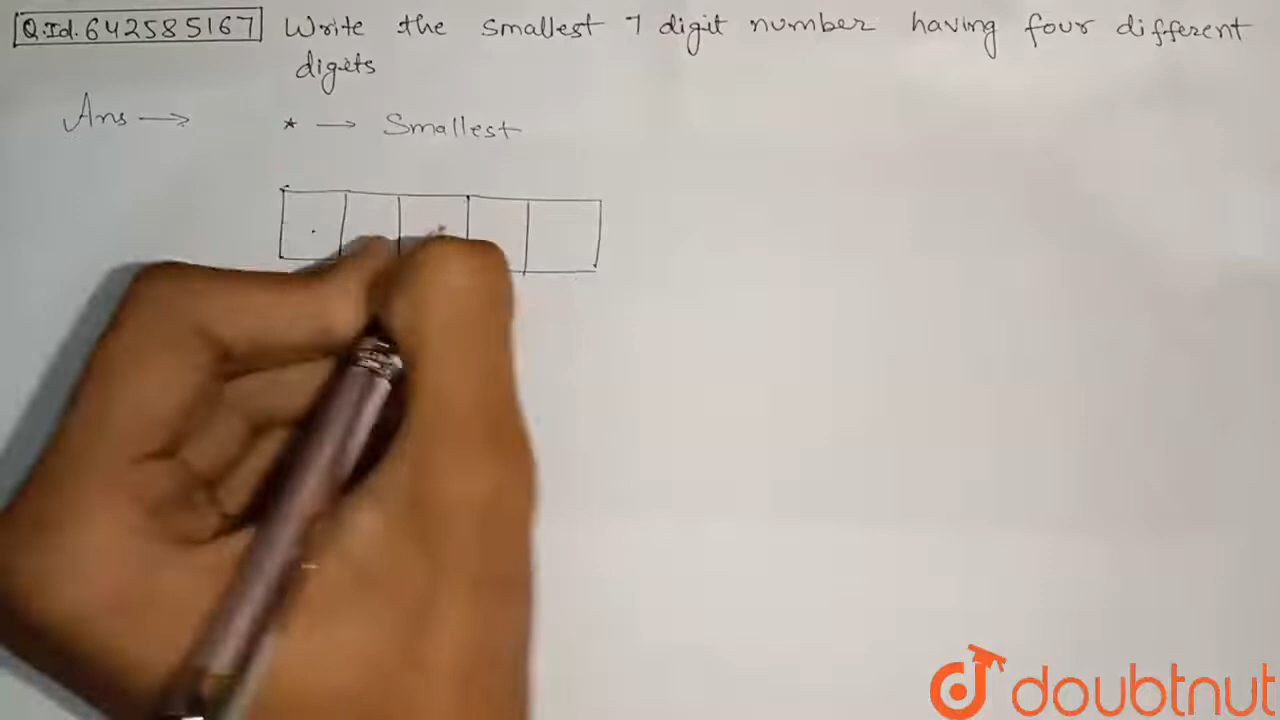 Q.Id. 642585167 Write the smallest 7 digit number having four different
digits
Ans → * → Smallest
doubtnut